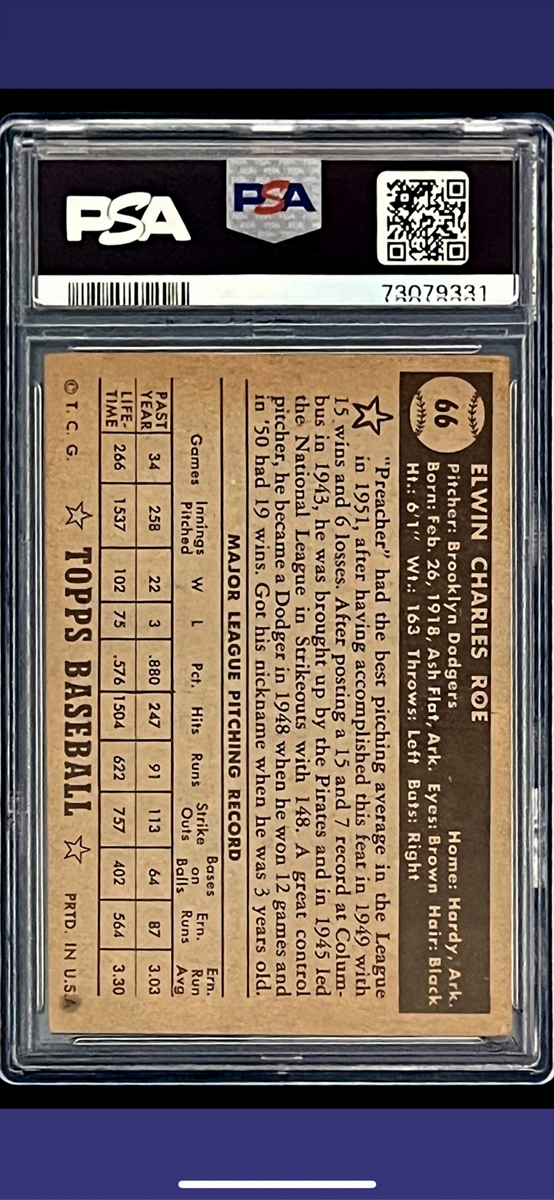 PSA
PSA
73079331
66
ELWIN CHARLES ROE
Pitcher: Brooklyn Dodgers Home: Hardy, Ark.
Born: Feb. 26, 1918, Ash Flat, Ark. Eyes: Brown Hair: Black
Ht.: 6'1" Wt.: 163 Throws: Left Bats: Right
"Preacher" had the best pitching average in the League
in 1951, after having accomplished this feat in 1949 with
15 wins and 6 losses. After posting a 15 and 7 record at Colum-
bus in 1943, he was brought up by the Pirates and in 1945 led
the National League in Strikeouts with 148. A great control
pitcher, he became a Dodger in 1948 when he won 12 games and
in '50 had 19 wins. Got his nickname when he was 3 years old.
MAJOR LEAGUE PITCHING RECORD
Games Innings Pitched W L Pct. Hits Runs Strike Outs Bases on Balls Ern. Runs Ern. Run Avg
PAST YEAR 34 258 22 3 .880 247 91 113 64 87 3.03
LIFE-TIME 266 1537 102 75 .576 1504 622 757 402 564 3.30
© T. C. G. TOPPS BASEBALL PRTD. IN U.S.A